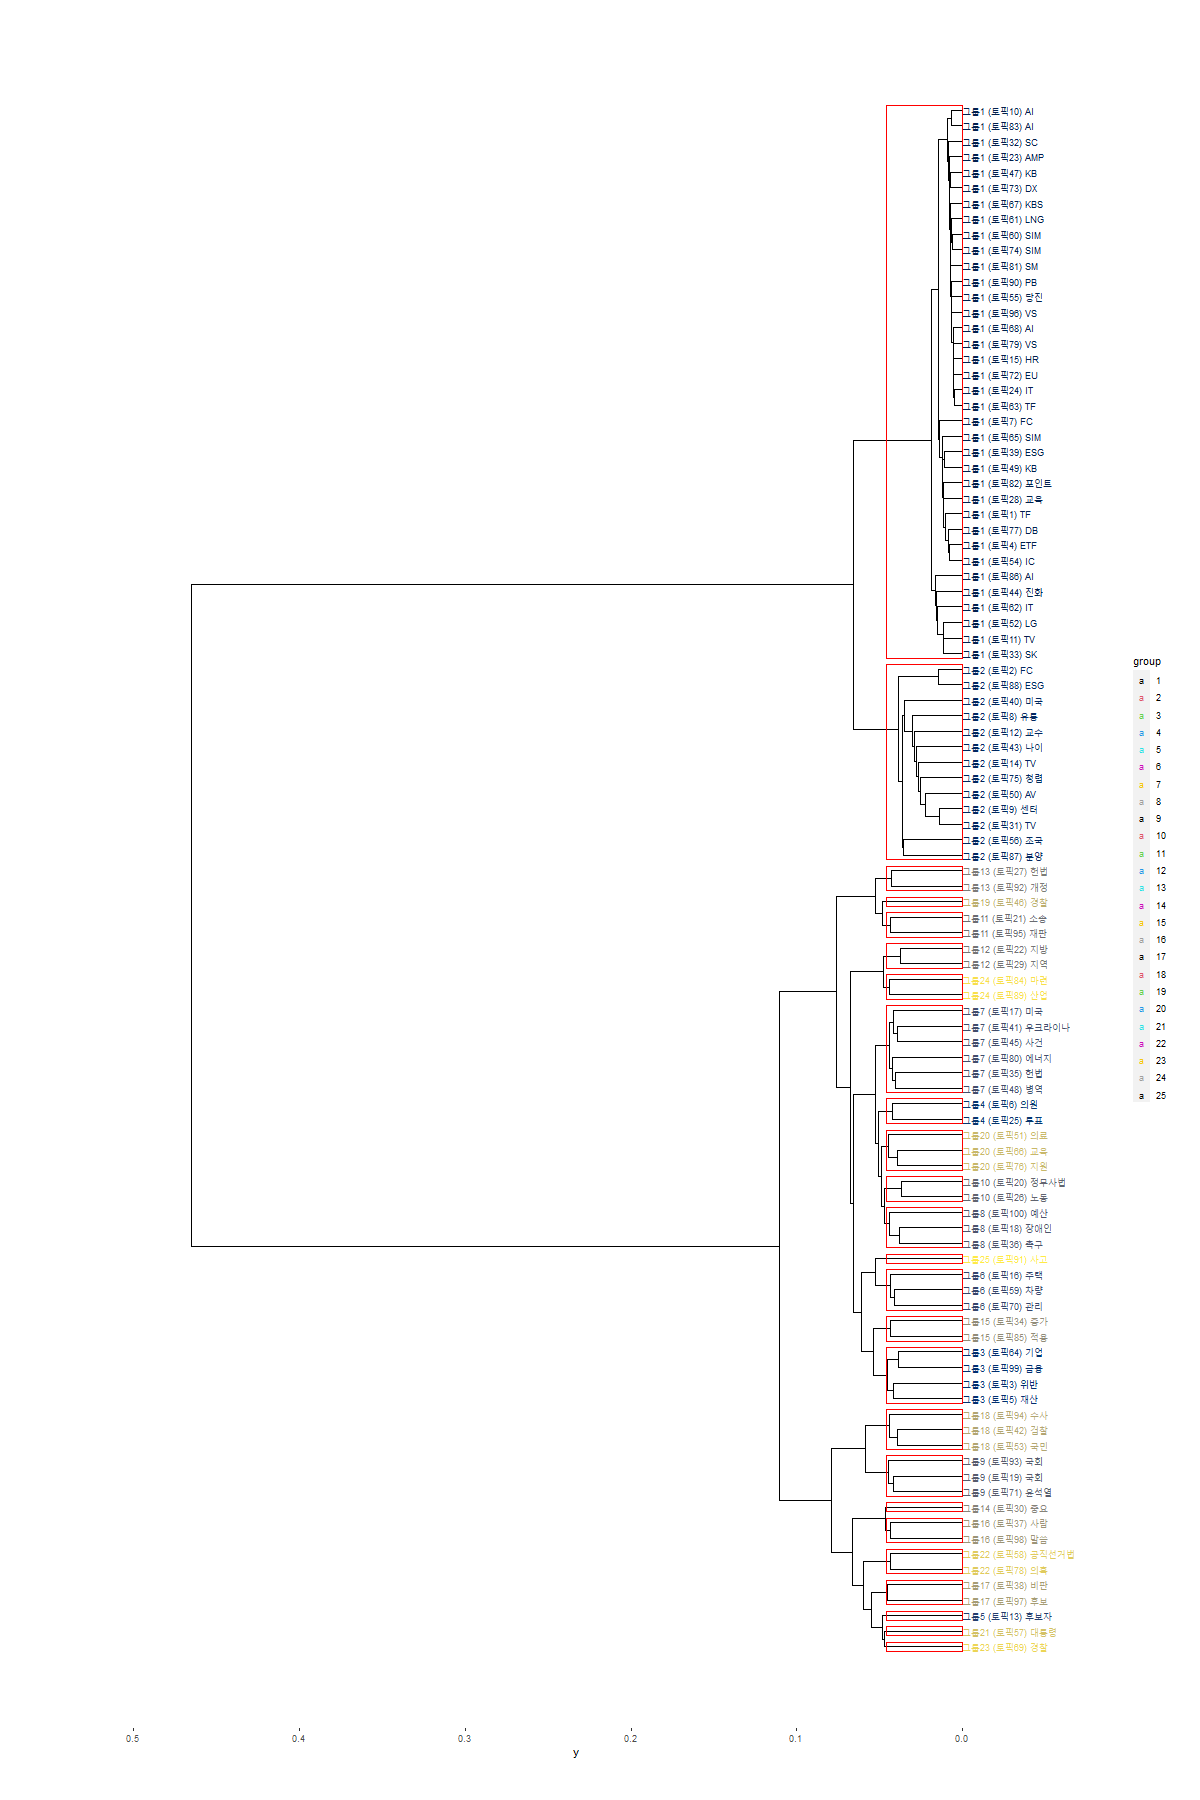 그룹1 (토픽10) AI
그룹1 (토픽83) AI
그룹1 (토픽32) SC
그룹1 (토픽23) AMP
그룹1 (토픽47) KB
그룹1 (토픽73) DX
그룹1 (토픽67) KBS
그룹1 (토픽61) LNG
그룹1 (토픽60) SIM
그룹1 (토픽74) SIM
그룹1 (토픽81) SM
그룹1 (토픽90) PB
그룹1 (토픽55) 망진
그룹1 (토픽96) VS
그룹1 (토픽68) AI
그룹1 (토픽79) VS
그룹1 (토픽15) HR
그룹1 (토픽72) EU
그룹1 (토픽24) IT
그룹1 (토픽63) TF
그룹1 (토픽7) FC
그룹1 (토픽65) SIM
그룹1 (토픽39) ESG
그룹1 (토픽49) KB
그룹1 (토픽82) 포인트
그룹1 (토픽28) 교육
그룹1 (토픽1) TF
그룹1 (토픽77) DB
그룹1 (토픽4) ETF
그룹1 (토픽54) IC
그룹1 (토픽86) AI
그룹1 (토픽44) 진화
그룹1 (토픽62) IT
그룹1 (토픽52) LG
그룹1 (토픽11) TV
그룹1 (토픽33) SK
그룹2 (토픽2) FC
그룹2 (토픽88) ESG
그룹2 (토픽40) 미국
그룹2 (토픽8) 유통
그룹2 (토픽12) 교수
그룹2 (토픽43) 나이
그룹2 (토픽14) TV
그룹2 (토픽75) 청렴
그룹2 (토픽50) AV
그룹2 (토픽9) 센터
그룹2 (토픽31) TV
그룹2 (토픽56) 조국
그룹2 (토픽87) 분양
그룹13 (토픽27) 헌법
그룹13 (토픽92) 개정
그룹19 (토픽46) 경찰
그룹11 (토픽21) 소송
그룹11 (토픽95) 재판
그룹12 (토픽22) 지방
그룹12 (토픽29) 지역
그룹24 (토픽84) 마련
그룹24 (토픽89) 산업
그룹7 (토픽17) 미국
그룹7 (토픽41) 우크라이나
그룹7 (토픽45) 사건
그룹7 (토픽80) 에너지
그룹7 (토픽35) 헌법
그룹7 (토픽48) 병역
그룹4 (토픽6) 의원
그룹4 (토픽25) 투표
그룹20 (토픽51) 의료
그룹20 (토픽66) 교육
그룹20 (토픽76) 지원
그룹10 (토픽20) 정무사법
그룹10 (토픽26) 노동
그룹8 (토픽100) 예산
그룹8 (토픽18) 장애인
그룹8 (토픽36) 촉구
그룹25 (토픽91) 사고
그룹6 (토픽16) 주택
그룹6 (토픽59) 차량
그룹6 (토픽70) 관리
그룹15 (토픽34) 증가
그룹15 (토픽85) 적용
그룹3 (토픽64) 기업
그룹3 (토픽99) 금융
그룹3 (토픽3) 위반
그룹3 (토픽5) 재산
그룹18 (토픽94) 수사
그룹18 (토픽42) 검찰
그룹18 (토픽53) 국민
그룹9 (토픽93) 국회
그룹9 (토픽19) 국회
그룹9 (토픽71) 윤석열
그룹14 (토픽30) 중요
그룹16 (토픽37) 사람
그룹16 (토픽98) 말씀
그룹22 (토픽58) 공직선거법
그룹22 (토픽78) 의혹
그룹17 (토픽38) 비판
그룹17 (토픽97) 후보
그룹5 (토픽13) 후보자
그룹21 (토픽57) 대통령
그룹23 (토픽69) 경찰
group
a 1
a 2
a 3
a 4
a 5
a 6
a 7
a 8
a 9
a 10
a 11
a 12
a 13
a 14
a 15
a 16
a 17
a 18
a 19
a 20
a 21
a 22
a 23
a 24
a 25
0.5 0.4 0.3 0.2 0.1 0.0
y